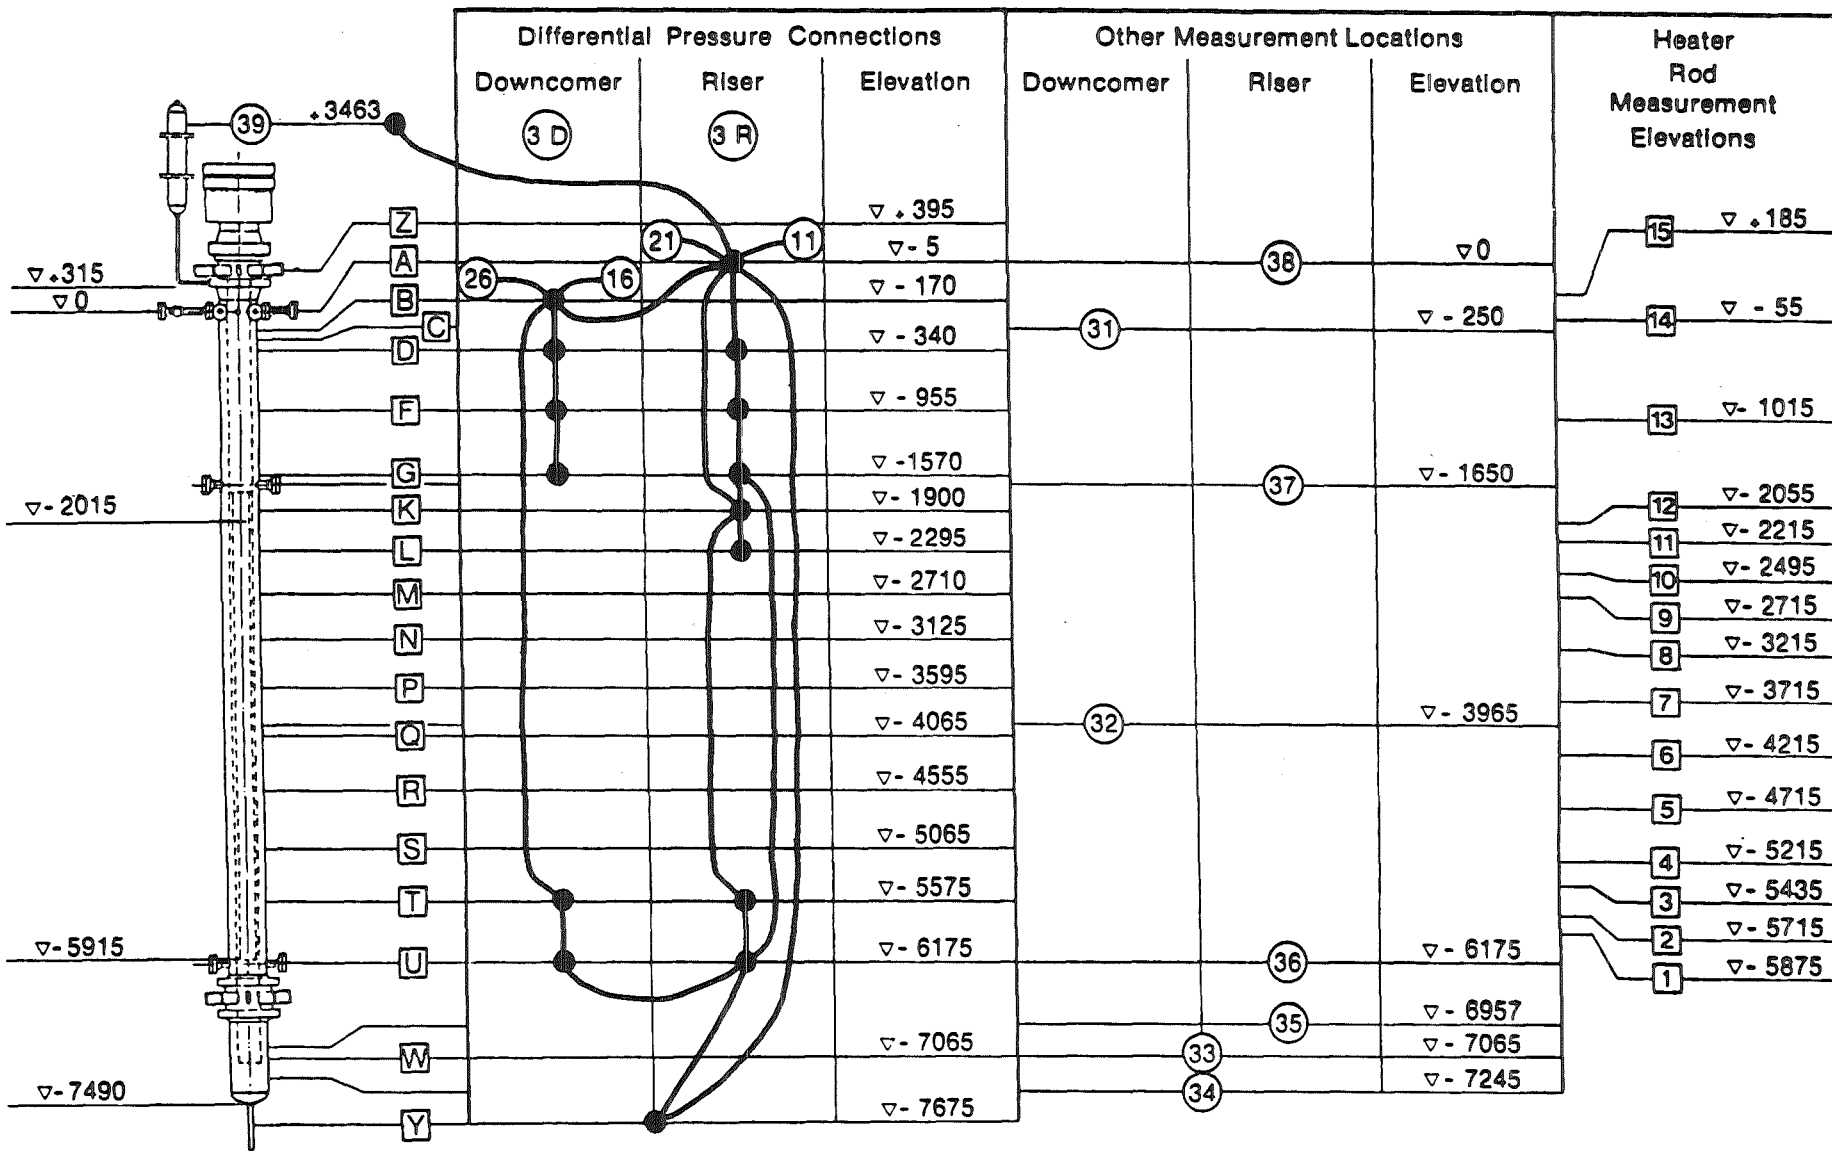 Differential Pressure Connections
Other Measurement Locations
Heater
Rod
Measurement
Elevations
Downcomer
Riser
Elevation
Downcomer
Riser
Elevation
3 D
3 R
39
+3463
Z
▽ +395
A
21
11
▽- 5
38
▽0
15
▽ +185
▽+315
▽0
26
16
B
▽ - 170
C
31
▽ - 250
14
▽ - 55
D
▽ - 340
F
▽ - 955
13
▽- 1015
G
▽ -1570
37
▽- 1650
▽- 2015
K
▽- 1900
12
▽- 2055
L
▽- 2295
11
▽- 2215
M
▽- 2710
10
▽- 2495
N
▽- 3125
9
▽- 2715
8
▽- 3215
P
▽- 3595
7
▽- 3715
Q
▽- 4065
32
▽- 3965
6
▽- 4215
R
▽- 4555
5
▽- 4715
S
▽- 5065
4
▽- 5215
T
▽- 5575
3
▽- 5435
▽- 5915
U
▽- 6175
36
▽- 6175
2
▽- 5715
1
▽- 5875
35
▽- 6957
W
▽- 7065
33
▽- 7065
▽- 7490
34
▽- 7245
Y
▽- 7675